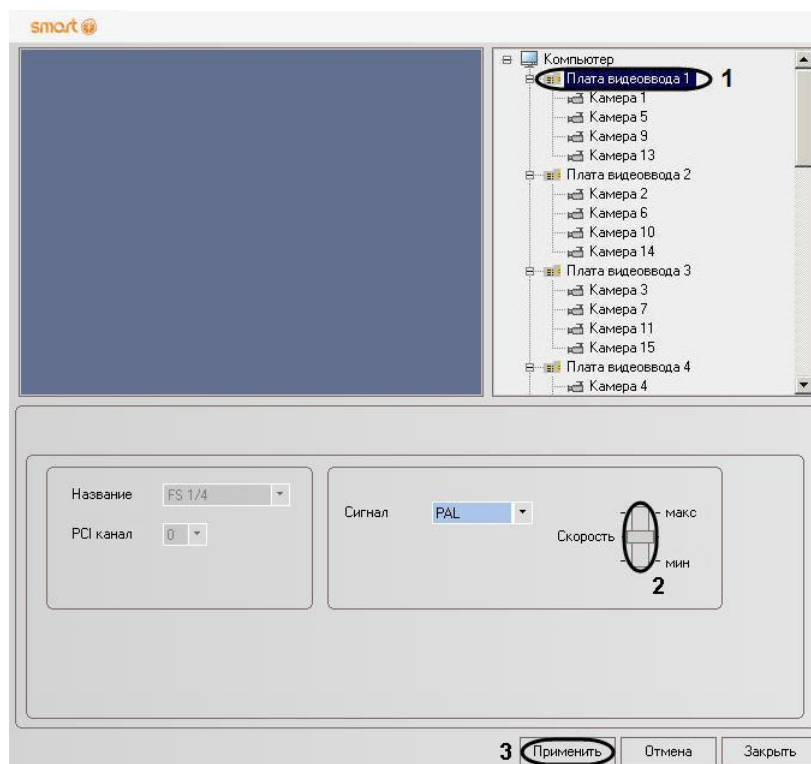 smart
Компьютер
Плата видеоввода 1
1
Камера 1
Камера 5
Камера 9
Камера 13
Плата видеоввода 2
Камера 2
Камера 6
Камера 10
Камера 14
Плата видеоввода 3
Камера 3
Камера 7
Камера 11
Камера 15
Плата видеоввода 4
Камера 4
Название
FS 1/4
PCI канал
0
Сигнал
PAL
Скорость
макс
мин
2
3
Применить
Отмена
Закрыть